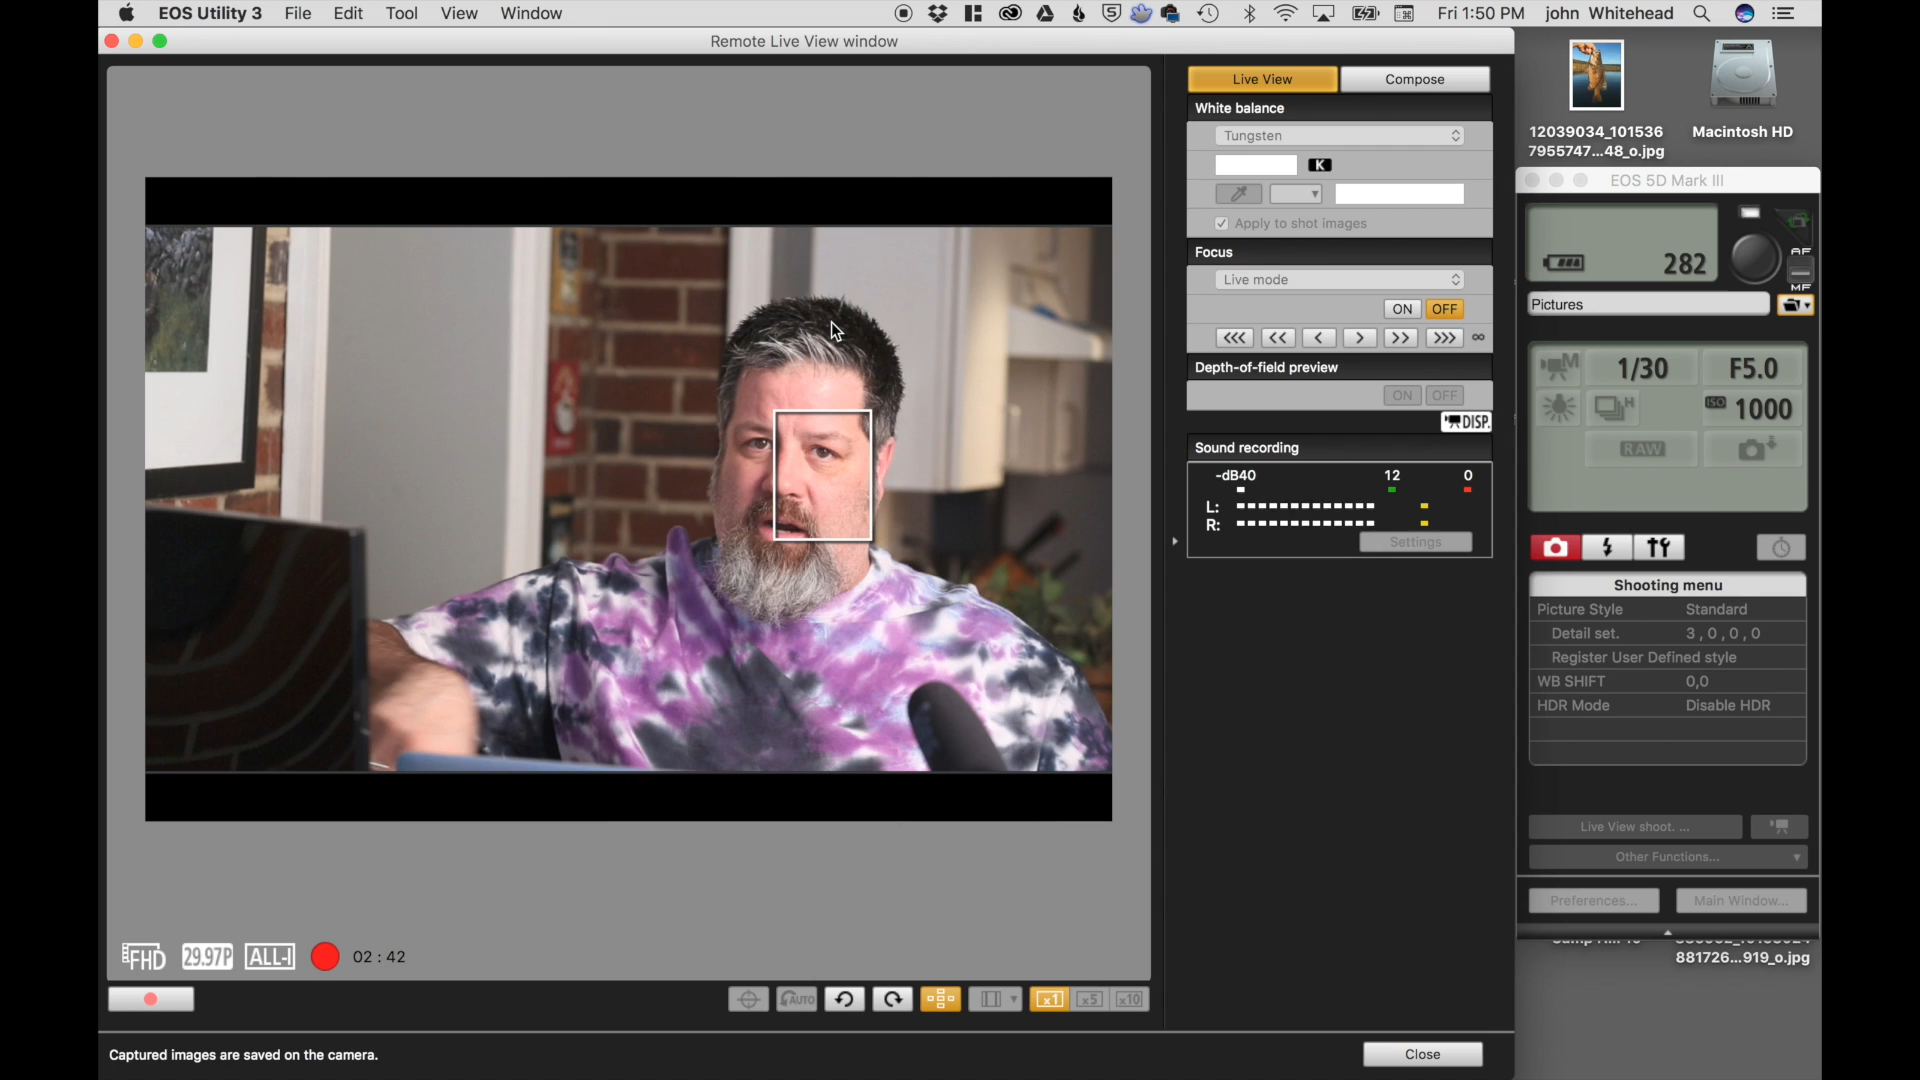 EOS Utility 3 File Edit Tool View Window
Fri 1:50 PM john Whitehead
Remote Live View window
Live View Compose
White balance
Tungsten
K
Apply to shot images
Focus
Live mode
ON OFF
<<< << < > >> >>> ∞
Depth-of-field preview
ON OFF
DISP.
Sound recording
-dB40 12 0
L:
R:
Settings
FHD 29.97P ALL-I 02 : 42
AUTO
x1 x5 x10
Captured images are saved on the camera.
Close
12039034_101536
7955747...48_o.jpg
Macintosh HD
EOS 5D Mark III
282
AF
MF
Pictures
M 1/30 F5.0
H ISO 1000
RAW
Shooting menu
Picture Style Standard
Detail set. 3 , 0 , 0 , 0
Register User Defined style
WB SHIFT 0,0
HDR Mode Disable HDR
Live View shoot. ...
Other Functions...
Preferences... Main Window...
881726...919_o.jpg